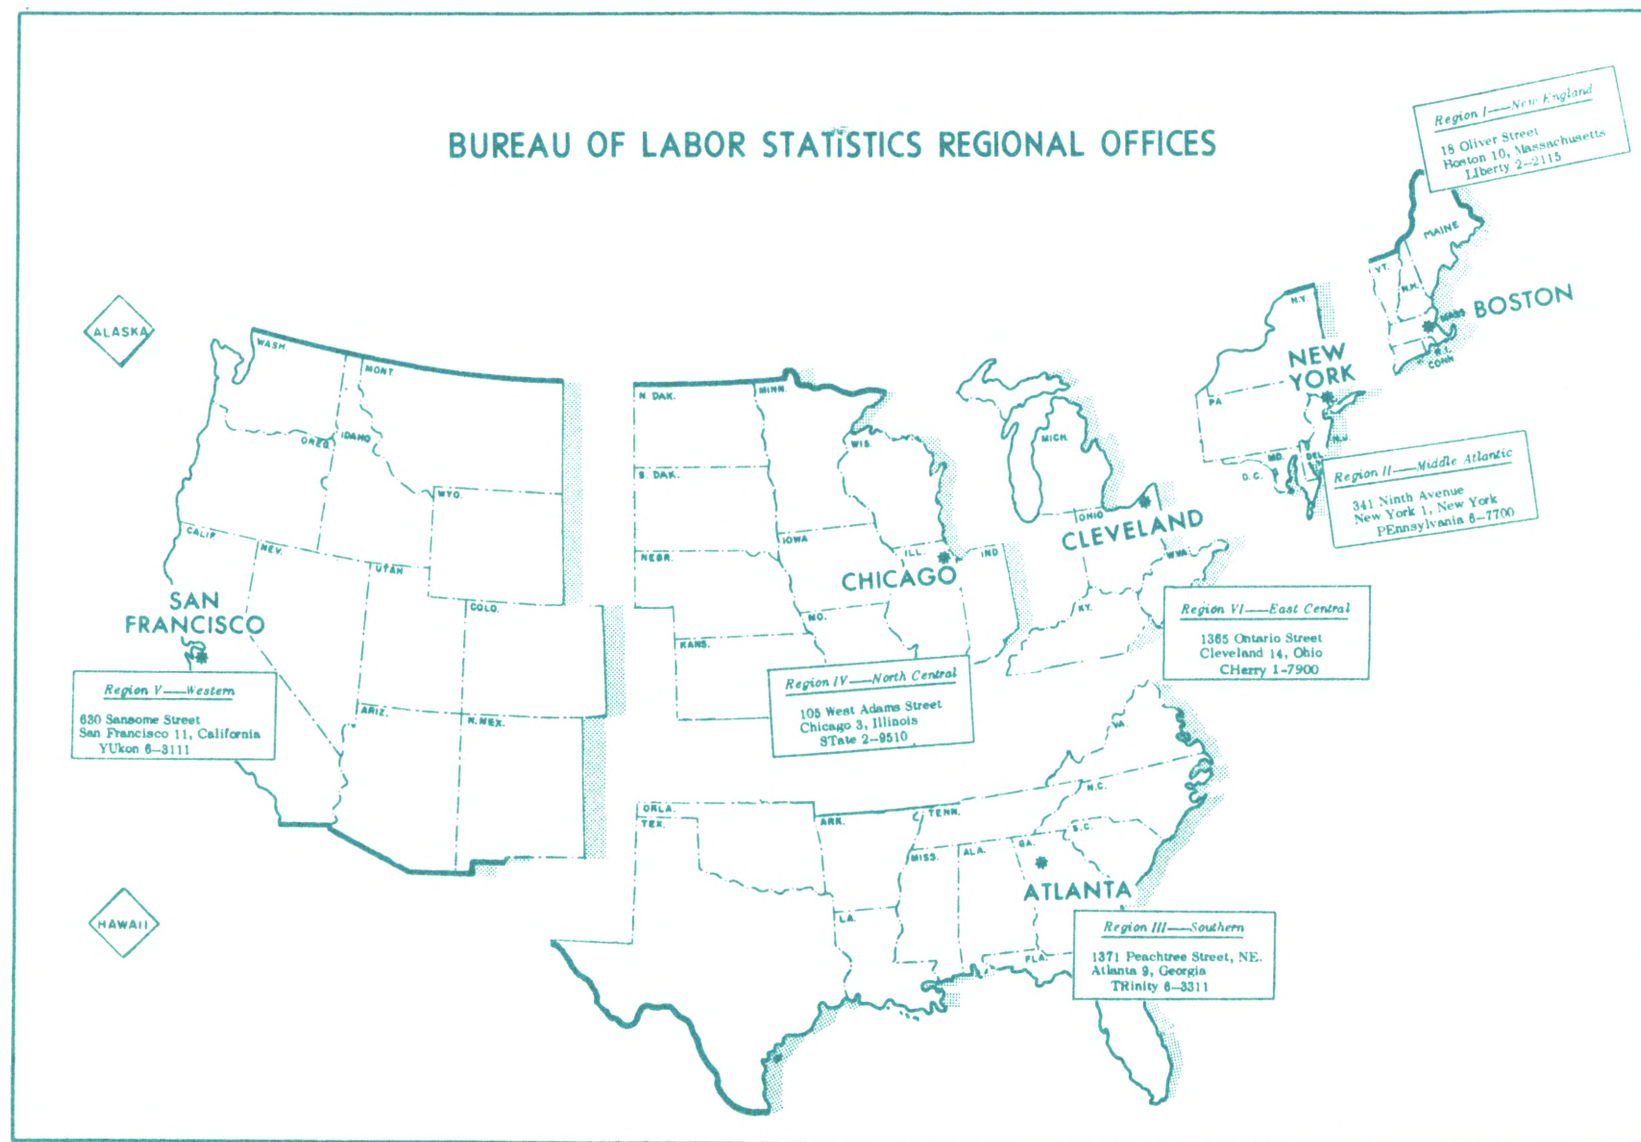 BUREAU OF LABOR STATISTICS REGIONAL OFFICES
Region I—New England
18 Oliver Street
Boston 10, Massachusetts
LIberty 2-2115
MAINE
VT.
N.H.
MASS
BOSTON
R.I.
CONN
N.Y.
NEW
YORK
PA
N.J.
MD.
DEL
D.C.
Region II—Middle Atlantic
341 Ninth Avenue
New York 1, New York
PEnnsylvania 6-7700
ALASKA
WASH.
MONT
OREG
IDAHO
WYO.
CALIF.
NEV.
UTAH
COLO.
SAN
FRANCISCO
Region V—Western
630 Sansome Street
San Francisco 11, California
YUkon 6-3111
ARIZ.
N.MEX.
HAWAII
N. DAK.
MINN.
WIS.
S. DAK.
IOWA
NEBR.
ILL.
IND
CHICAGO
MO.
KANS.
Region IV—North Central
105 West Adams Street
Chicago 3, Illinois
STate 2-9510
MICH.
OHIO
CLEVELAND
W.VA.
KY.
Region VI—East Central
1365 Ontario Street
Cleveland 14, Ohio
CHerry 1-7900
VA.
N.C.
S.C.
OKLA.
TEX.
ARK.
TENN.
MISS.
ALA.
GA.
LA.
FLA.
ATLANTA
Region III—Southern
1371 Peachtree Street, NE.
Atlanta 9, Georgia
TRinity 6-3311